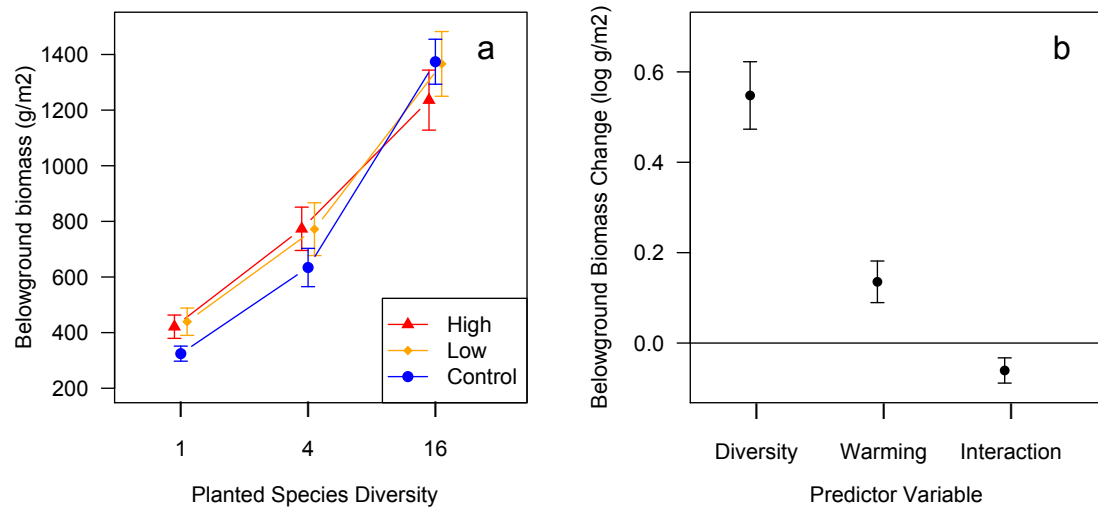 a
Belowground biomass (g/m2)
1400
1200
1000
800
600
400
200
High
Low
Control
1
4
16
Planted Species Diversity
b
Belowground Biomass Change (log g/m2)
0.6
0.4
0.2
0.0
Diversity
Warming
Interaction
Predictor Variable